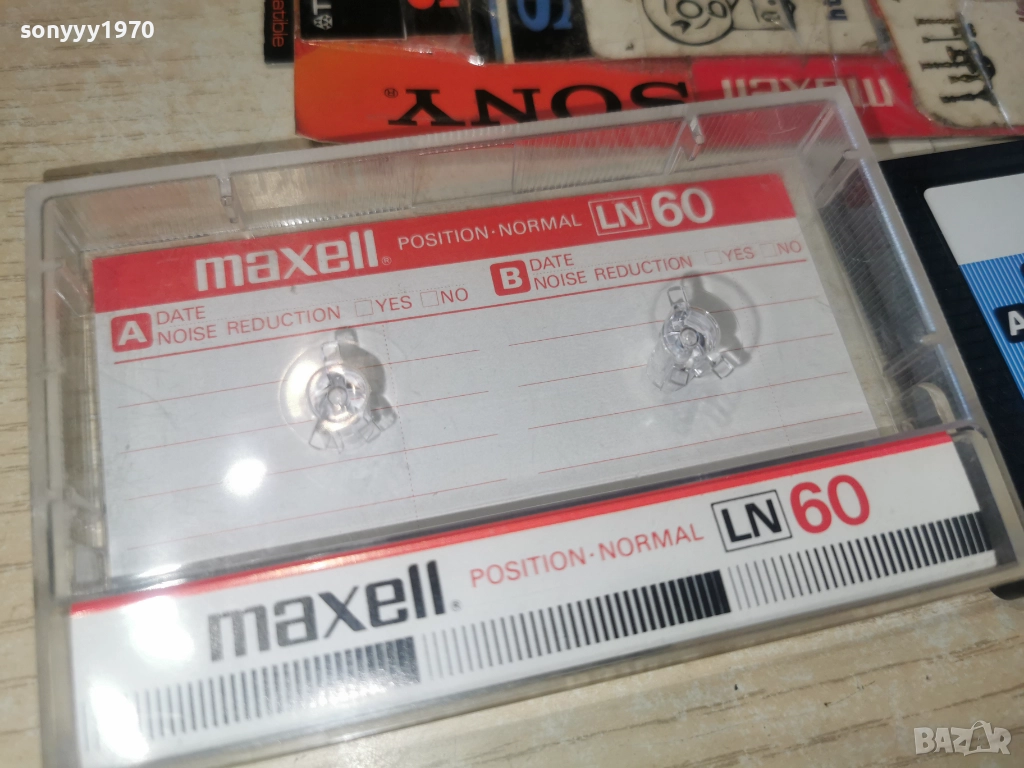 sonyyy1970
SONY®
maxell
maxell® POSITION·NORMAL LN 60
A DATE
NOISE REDUCTION □YES □NO
B DATE
NOISE REDUCTION □YES □NO
maxell® POSITION·NORMAL LN 60
A
BAZAR